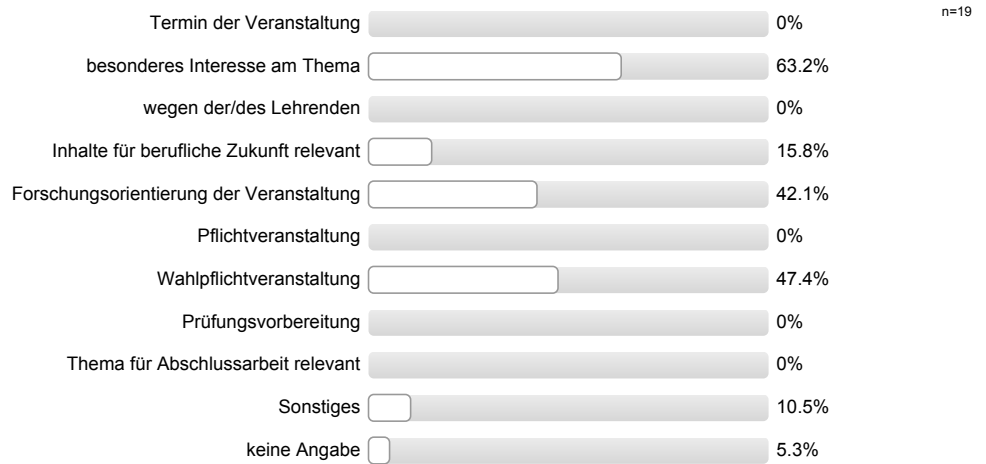 Termin der Veranstaltung 0% n=19
besonderes Interesse am Thema 63.2%
wegen der/des Lehrenden 0%
Inhalte für berufliche Zukunft relevant 15.8%
Forschungsorientierung der Veranstaltung 42.1%
Pflichtveranstaltung 0%
Wahlpflichtveranstaltung 47.4%
Prüfungsvorbereitung 0%
Thema für Abschlussarbeit relevant 0%
Sonstiges 10.5%
keine Angabe 5.3%